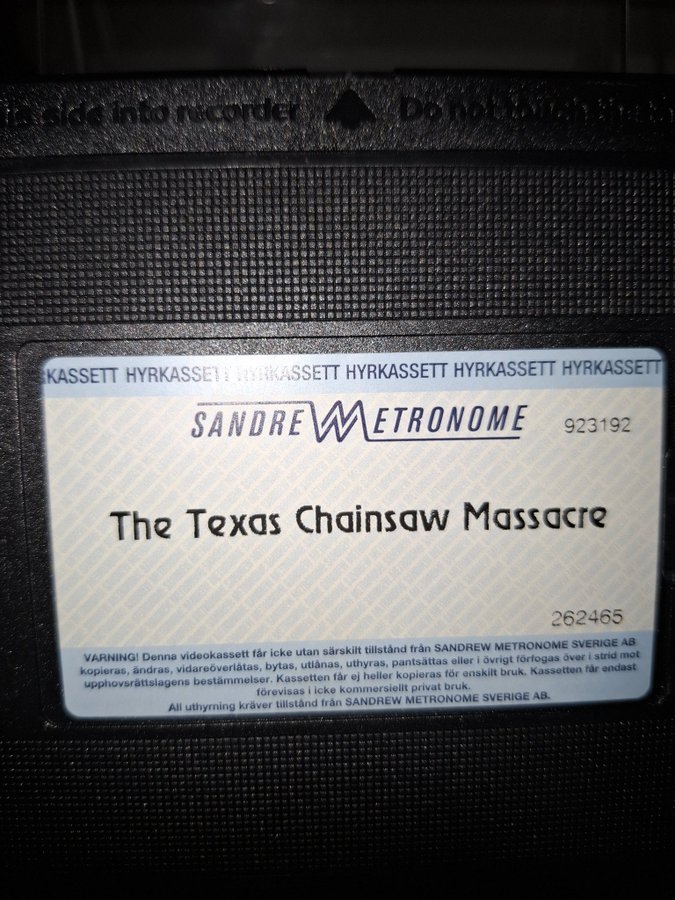 side into recorder Do not touch
KASSETT HYRKASSETT HYRKASSETT HYRKASSETT HYRKASSETT HYRKASSETT
SANDREW METRONOME
923192
The Texas Chainsaw Massacre
262465
VARNING! Denna videokassett får icke utan särskilt tillstånd från SANDREW METRONOME SVERIGE AB
kopieras, ändras, vidareöverlåtas, bytas, utlånas, uthyras, pantsättas eller i övrigt förfogas över i strid mot
upphovsrättslagens bestämmelser. Kassetten får ej heller kopieras för enskilt bruk. Kassetten får endast
förevisas i icke kommersiellt privat bruk.
All uthyrning kräver tillstånd från SANDREW METRONOME SVERIGE AB.